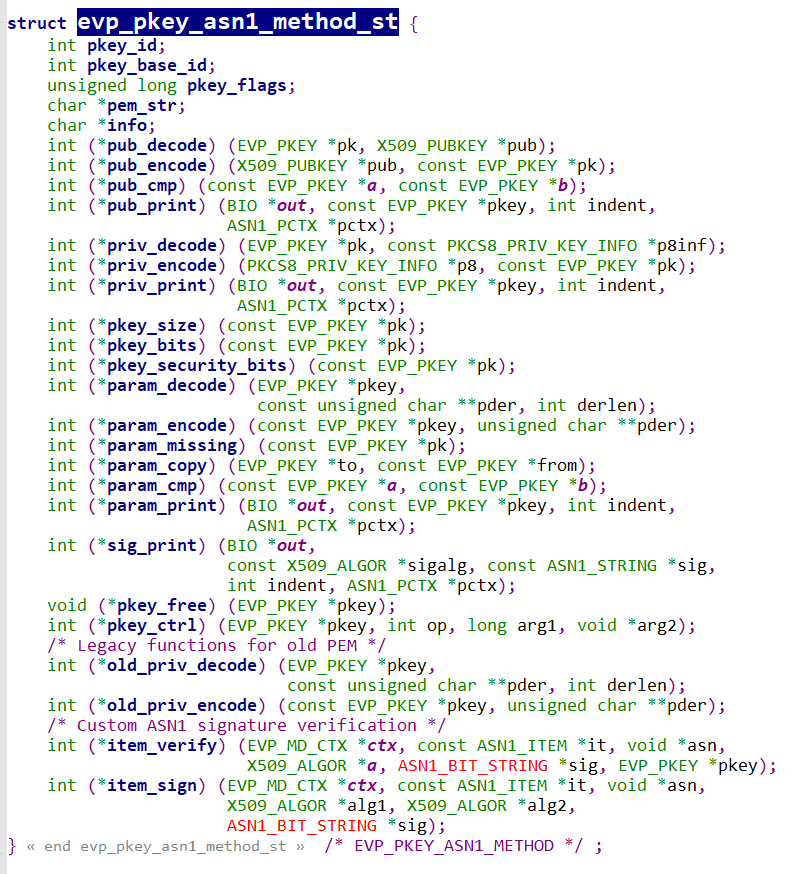 struct evp_pkey_asn1_method_st {
    int pkey_id;
    int pkey_base_id;
    unsigned long pkey_flags;
    char *pem_str;
    char *info;
    int (*pub_decode) (EVP_PKEY *pk, X509_PUBKEY *pub);
    int (*pub_encode) (X509_PUBKEY *pub, const EVP_PKEY *pk);
    int (*pub_cmp) (const EVP_PKEY *a, const EVP_PKEY *b);
    int (*pub_print) (BIO *out, const EVP_PKEY *pkey, int indent,
                      ASN1_PCTX *pctx);
    int (*priv_decode) (EVP_PKEY *pk, const PKCS8_PRIV_KEY_INFO *p8inf);
    int (*priv_encode) (PKCS8_PRIV_KEY_INFO *p8, const EVP_PKEY *pk);
    int (*priv_print) (BIO *out, const EVP_PKEY *pkey, int indent,
                       ASN1_PCTX *pctx);
    int (*pkey_size) (const EVP_PKEY *pk);
    int (*pkey_bits) (const EVP_PKEY *pk);
    int (*pkey_security_bits) (const EVP_PKEY *pk);
    int (*param_decode) (EVP_PKEY *pkey,
                         const unsigned char **pder, int derlen);
    int (*param_encode) (const EVP_PKEY *pkey, unsigned char **pder);
    int (*param_missing) (const EVP_PKEY *pk);
    int (*param_copy) (EVP_PKEY *to, const EVP_PKEY *from);
    int (*param_cmp) (const EVP_PKEY *a, const EVP_PKEY *b);
    int (*param_print) (BIO *out, const EVP_PKEY *pkey, int indent,
                        ASN1_PCTX *pctx);
    int (*sig_print) (BIO *out,
                      const X509_ALGOR *sigalg, const ASN1_STRING *sig,
                      int indent, ASN1_PCTX *pctx);
    void (*pkey_free) (EVP_PKEY *pkey);
    int (*pkey_ctrl) (EVP_PKEY *pkey, int op, long arg1, void *arg2);
    /* Legacy functions for old PEM */
    int (*old_priv_decode) (EVP_PKEY *pkey,
                            const unsigned char **pder, int derlen);
    int (*old_priv_encode) (const EVP_PKEY *pkey, unsigned char **pder);
    /* Custom ASN1 signature verification */
    int (*item_verify) (EVP_MD_CTX *ctx, const ASN1_ITEM *it, void *asn,
                        X509_ALGOR *a, ASN1_BIT_STRING *sig, EVP_PKEY *pkey);
    int (*item_sign) (EVP_MD_CTX *ctx, const ASN1_ITEM *it, void *asn,
                      X509_ALGOR *alg1, X509_ALGOR *alg2,
                      ASN1_BIT_STRING *sig);
} « end evp_pkey_asn1_method_st » /* EVP_PKEY_ASN1_METHOD */ ;